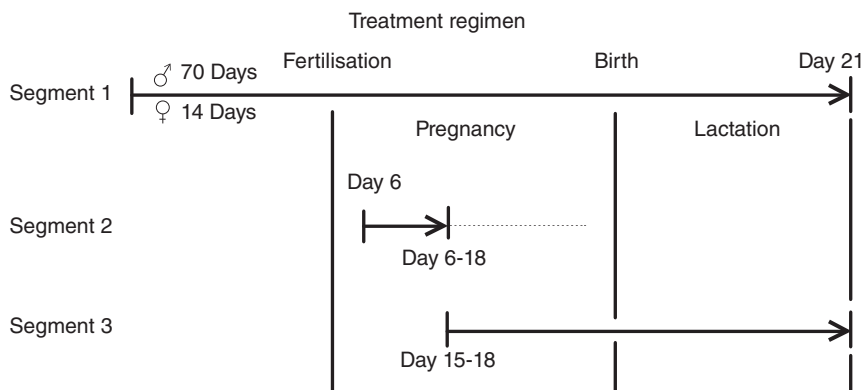 Treatment regimen
Fertilisation Birth Day 21
♂ 70 Days
Segment 1
♀ 14 Days
Pregnancy Lactation
Day 6
Segment 2
Day 6-18
Segment 3
Day 15-18